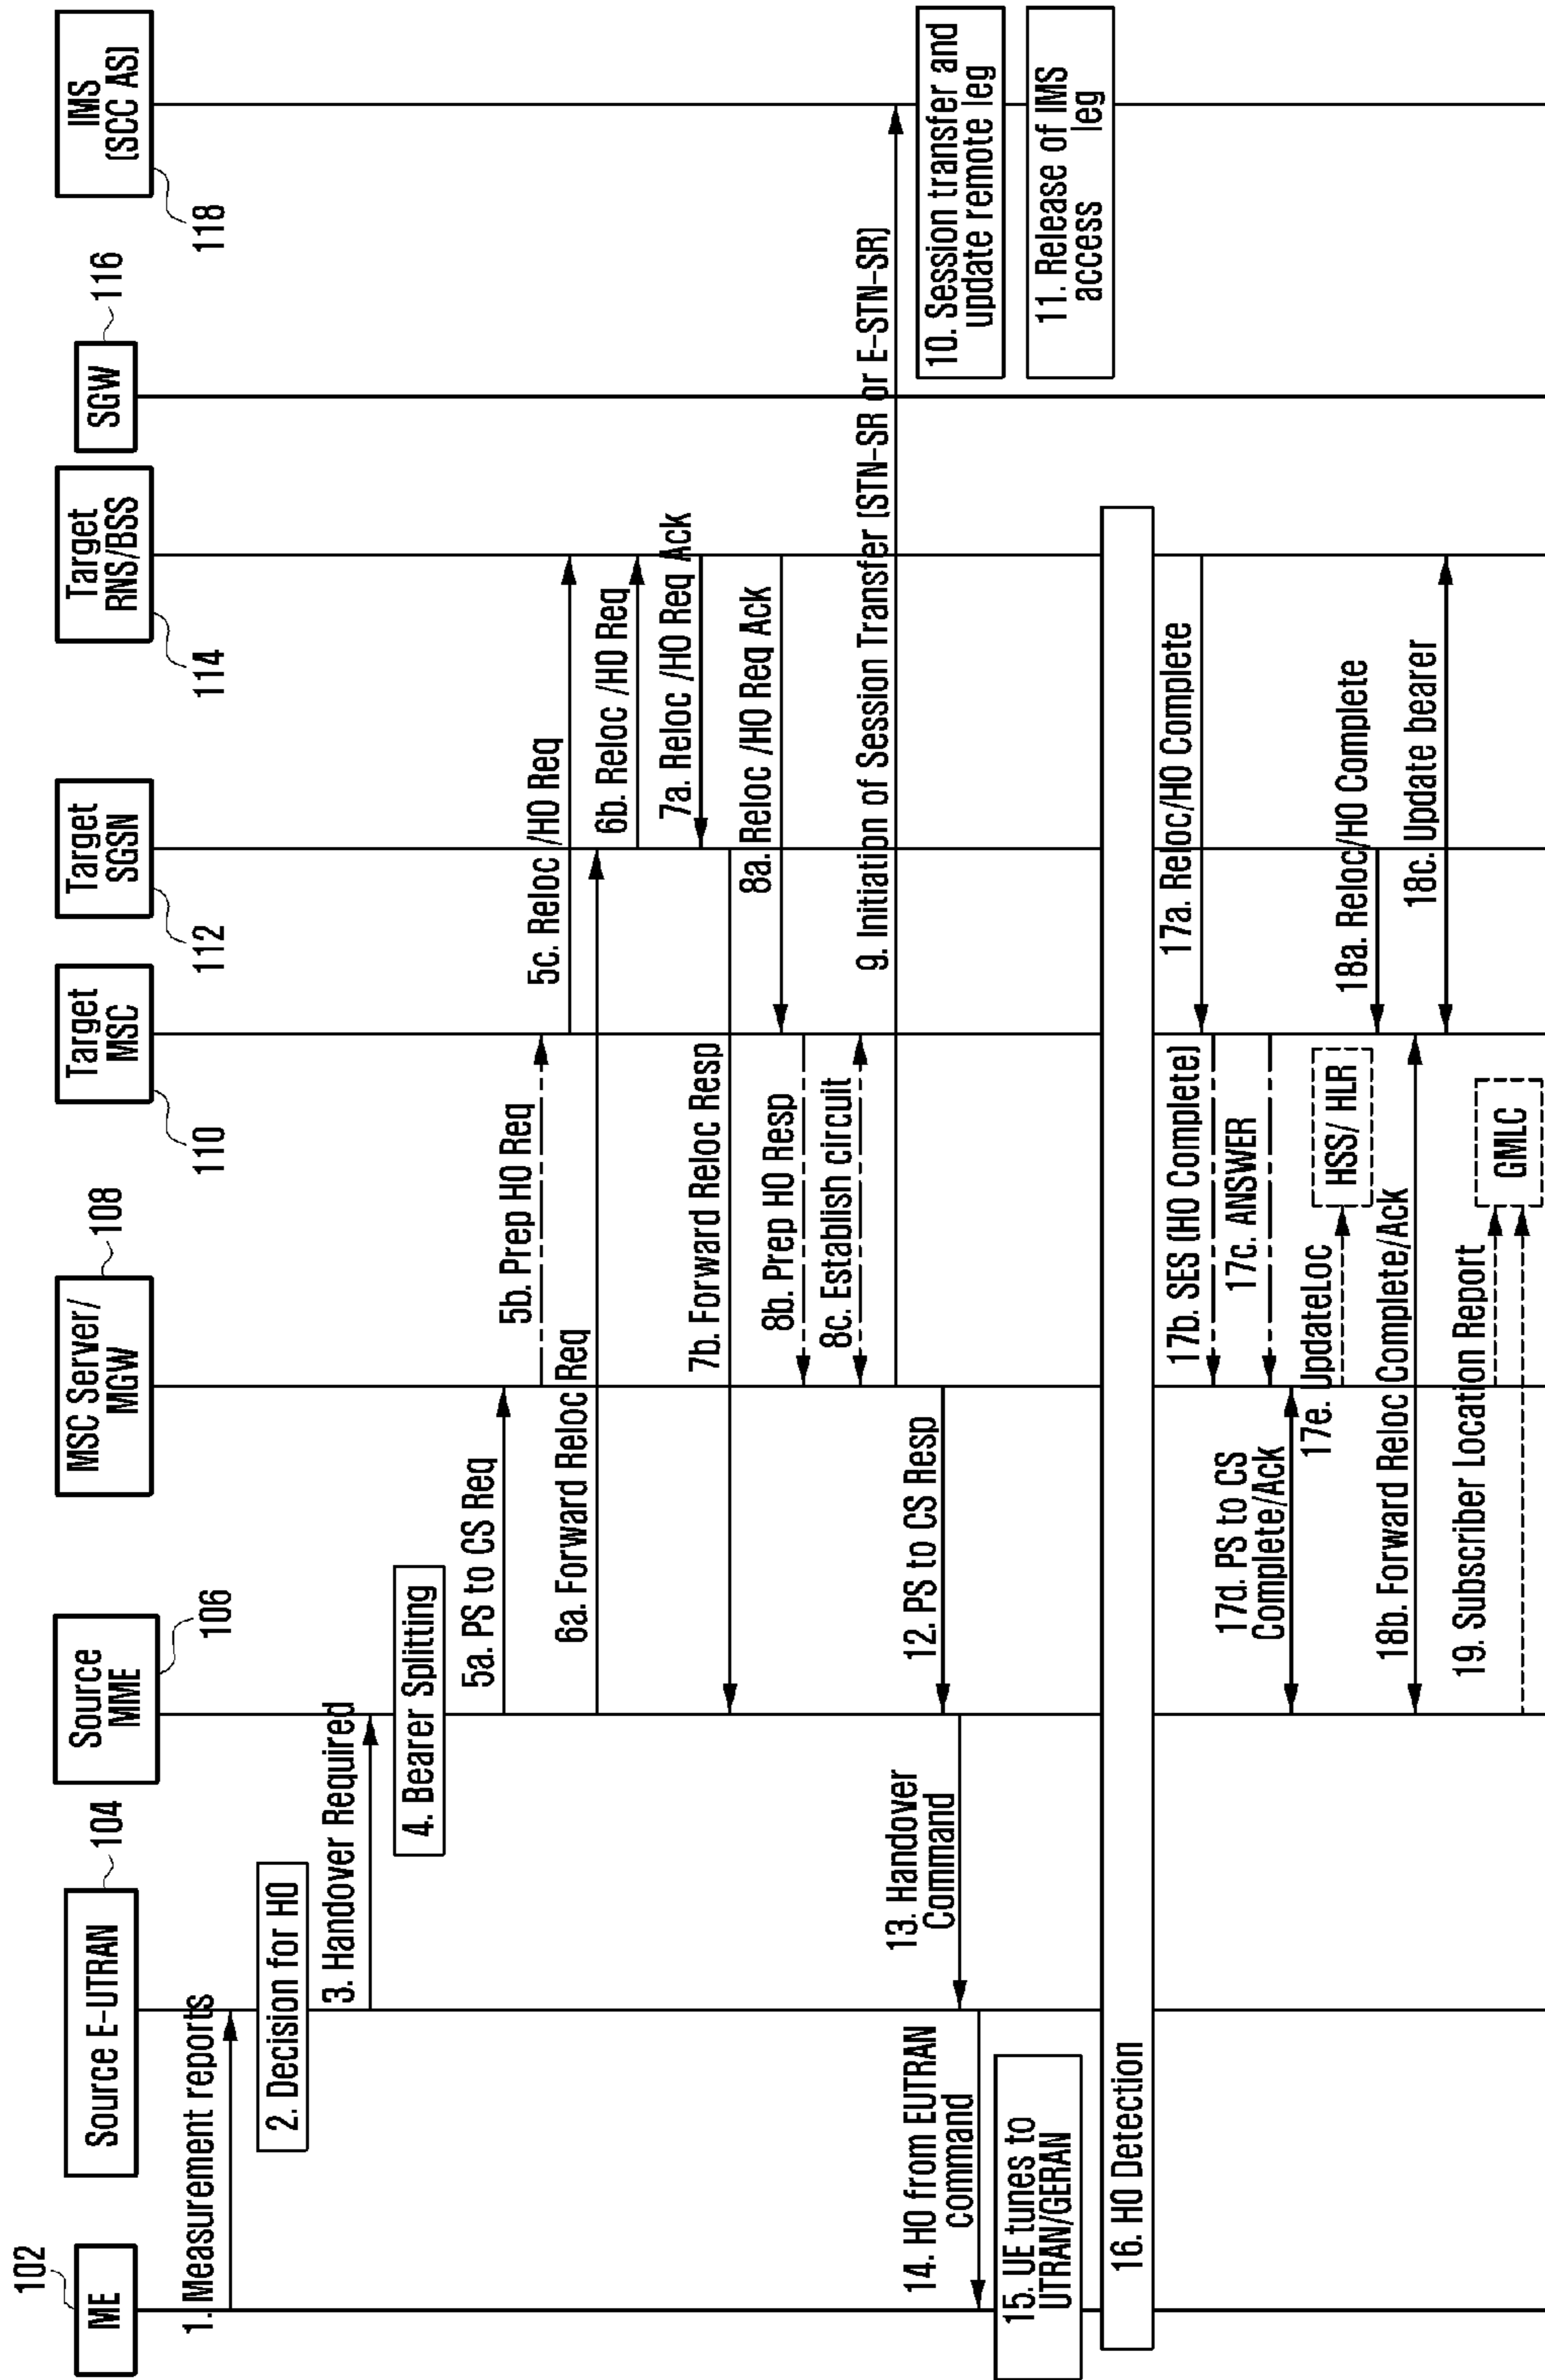 102
ME
Source E-UTRAN
104
Source
MME
106
MSC Server/
MGW
108
Target
MSC
110
Target
SGSN
112
Target
RNS/BSS
114
SGW
116
IMS
(SCC AS)
118
1. Measurement reports
2. Decision for HO
3. Handover Required
4. Bearer Splitting
5a. PS to CS Req
5b. Prep HO Req
5c. Reloc /HO Req
6a. Forward Reloc Req
6b. Reloc /HO Req
7a. Reloc /HO Req Ack
7b. Forward Reloc Resp
8a. Reloc /HO Req Ack
8b. Prep HO Resp
8c. Establish circuit
9. Initiation of Session Transfer (STN-SR or E-STN-SR)
10. Session transfer and
update remote leg
11. Release of IMS
access leg
12. PS to CS Resp
13. Handover
Command
14. HO from EUTRAN
command
15. UE tunes to
UTRAN/GERAN
16. HO Detection
17a. Reloc/HO Complete
17b. SES (HO Complete)
17c. ANSWER
17d. PS to CS
Complete/Ack
17e. UpdateLoc
HSS/ HLR
18a. Reloc/HO Complete
18b. Forward Reloc Complete/Ack
18c. Update bearer
19. Subscriber Location Report
GMLC